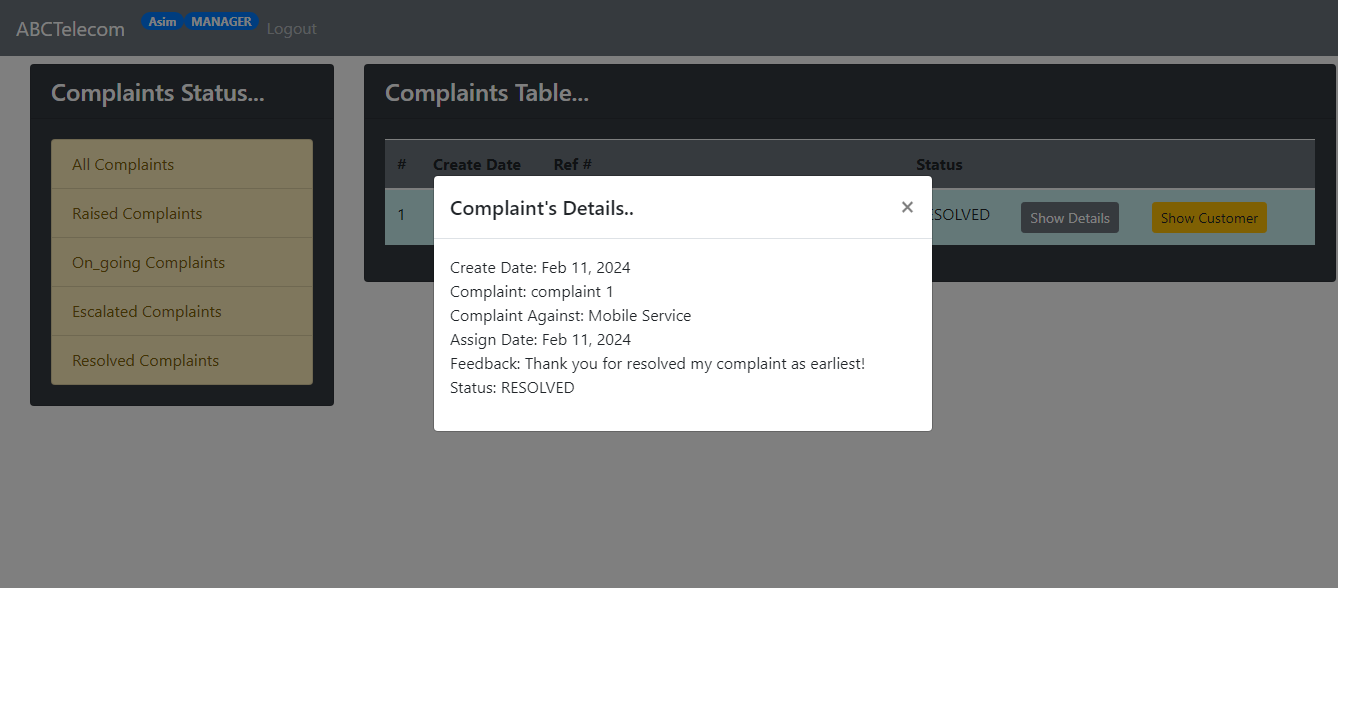 ABCTelecom Asim MANAGER Logout
Complaints Status...
All Complaints
Raised Complaints
On_going Complaints
Escalated Complaints
Resolved Complaints
Complaints Table...
# Create Date Ref # Status
1 ESOLVED Show Details Show Customer
Complaint's Details.. ×
Create Date: Feb 11, 2024
Complaint: complaint 1
Complaint Against: Mobile Service
Assign Date: Feb 11, 2024
Feedback: Thank you for resolved my complaint as earliest!
Status: RESOLVED